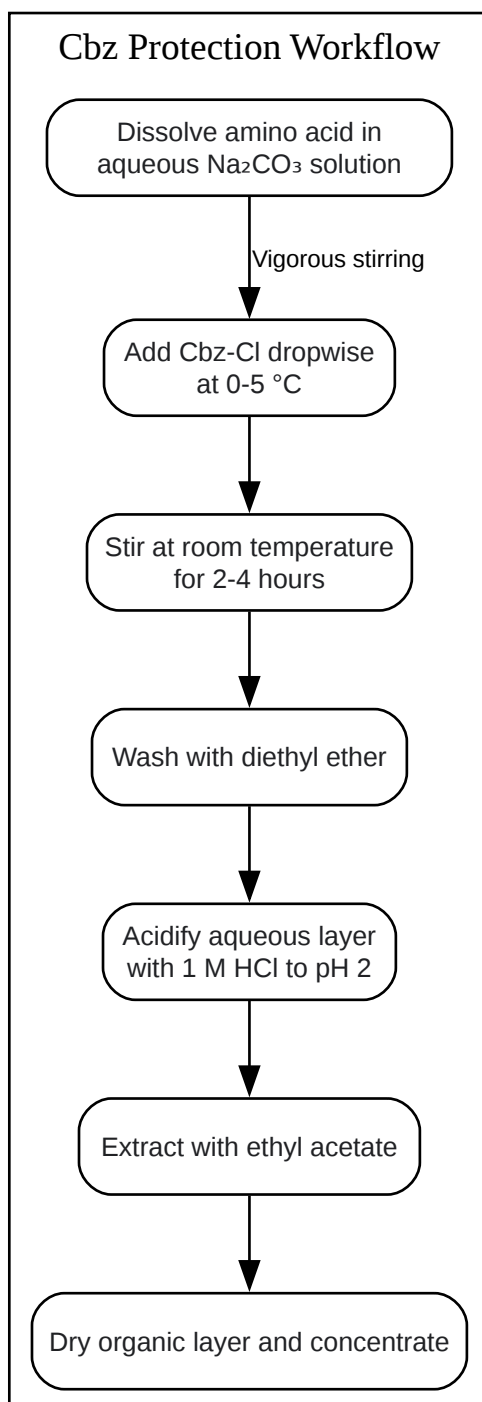 Cbz Protection Workflow
Dissolve amino acid in
aqueous Na₂CO₃ solution
Vigorous stirring
Add Cbz-Cl dropwise
at 0-5 °C
Stir at room temperature
for 2-4 hours
Wash with diethyl ether
Acidify aqueous layer
with 1 M HCl to pH 2
Extract with ethyl acetate
Dry organic layer and concentrate